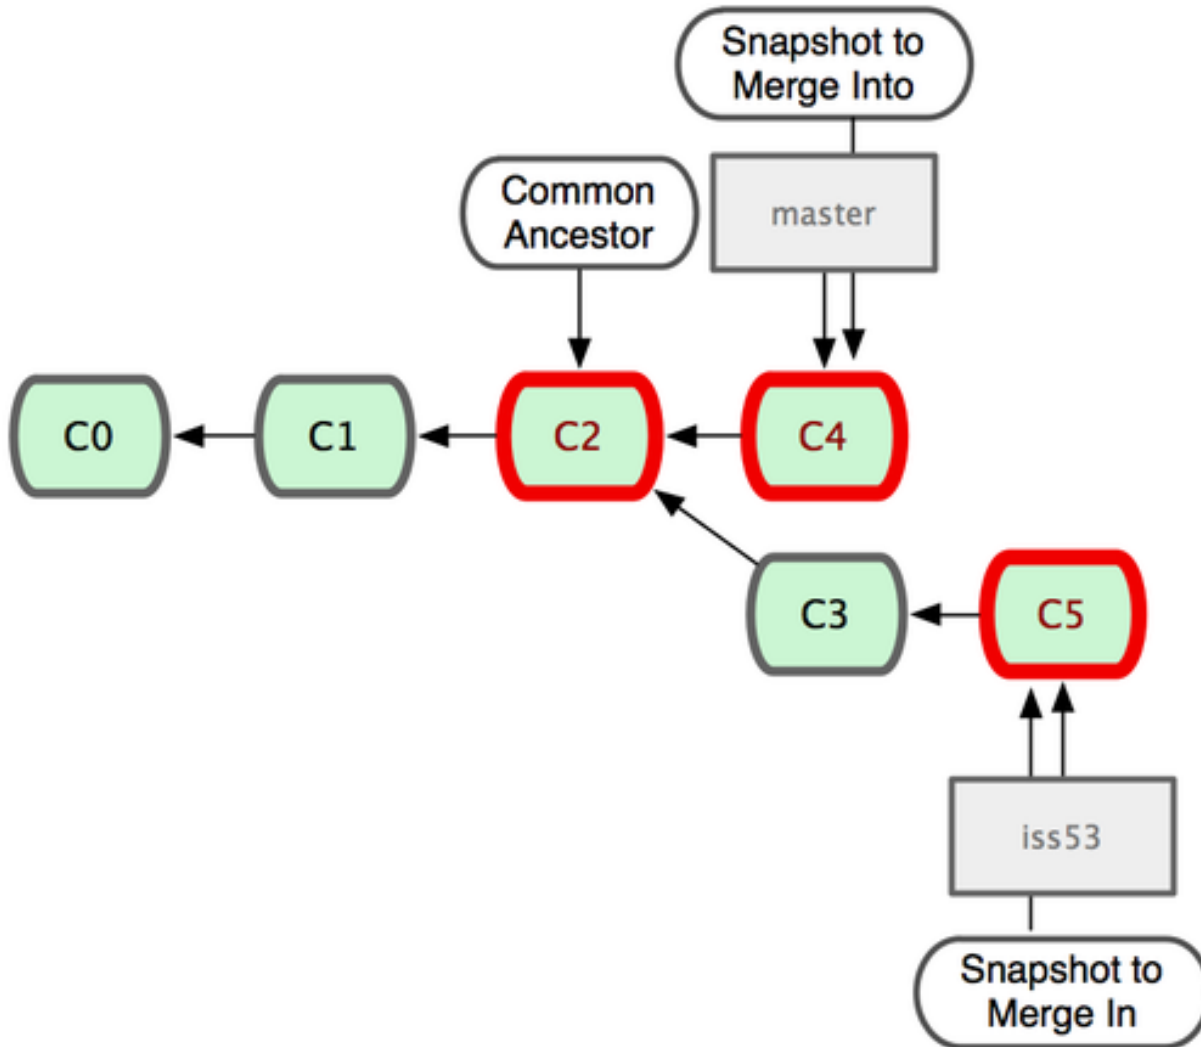 Snapshot to
Merge Into
Common
Ancestor
master
C0
C1
C2
C4
C3
C5
iss53
Snapshot to
Merge In